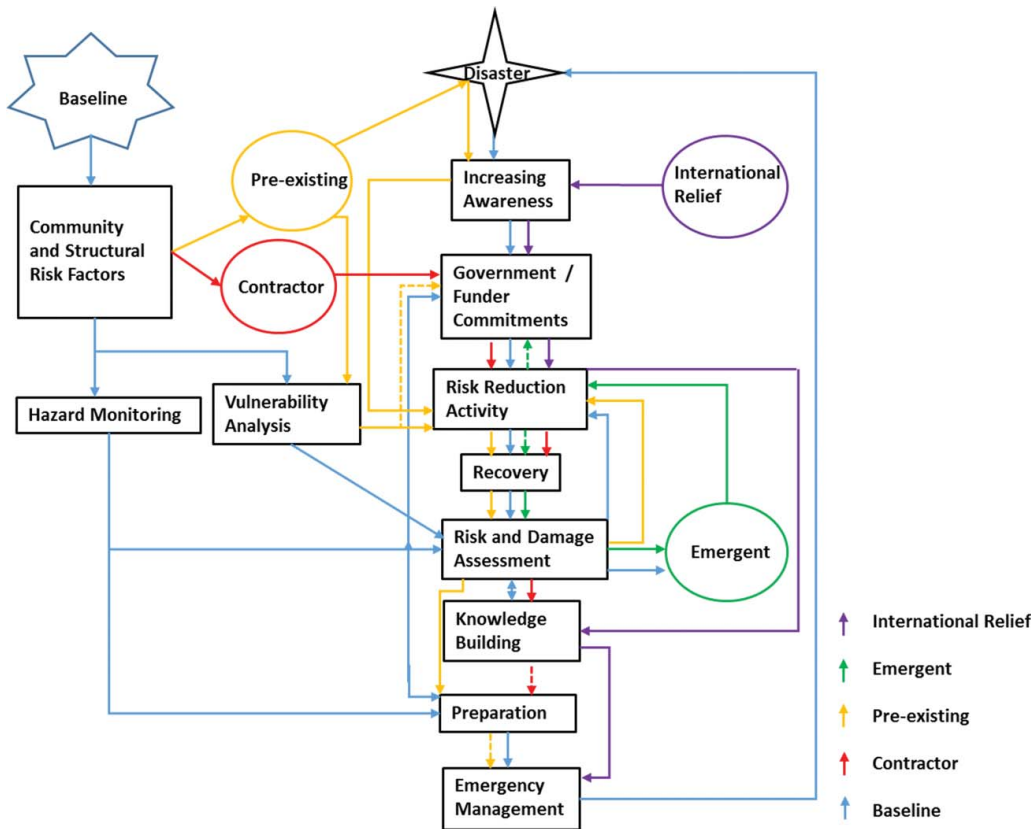 Baseline
Disaster
Pre-existing
Increasing
Awareness
International
Relief
Community
and Structural
Risk Factors
Contractor
Government /
Funder
Commitments
Hazard Monitoring
Vulnerability
Analysis
Risk Reduction
Activity
Recovery
Risk and Damage
Assessment
Emergent
Knowledge
Building
Preparation
Emergency
Management
International Relief
Emergent
Pre-existing
Contractor
Baseline